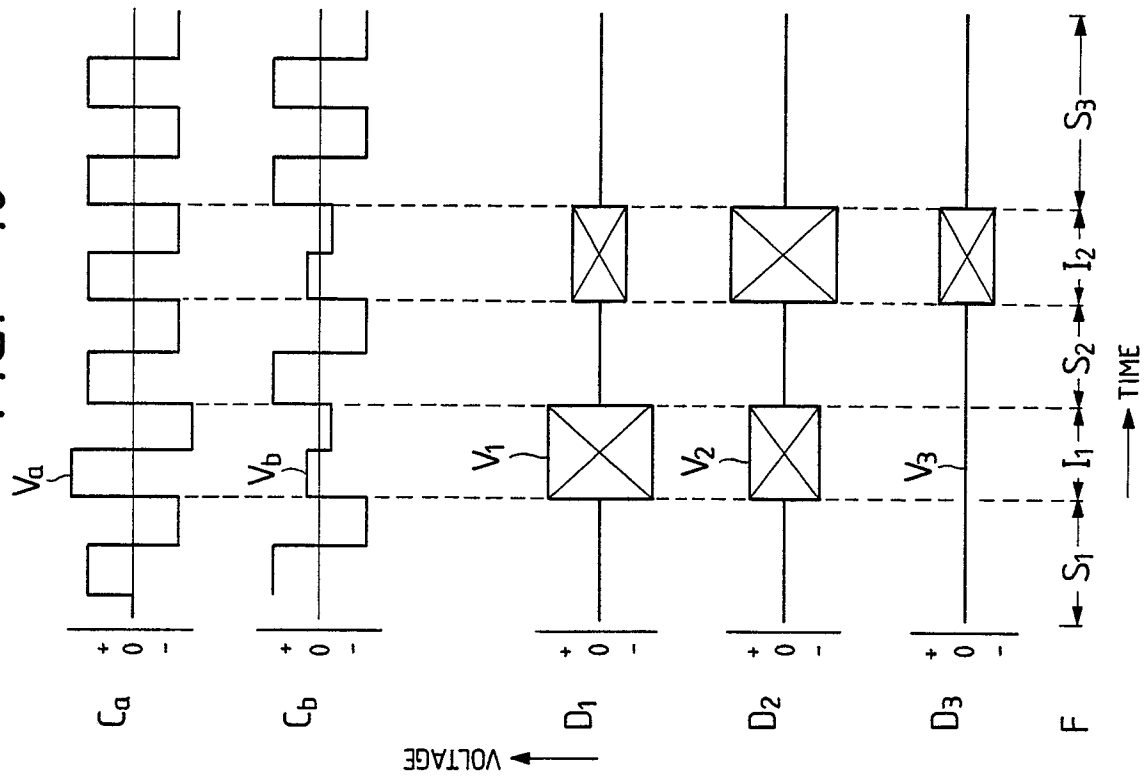 Va
Ca
+
0
-
Vb
Cb
+
0
-
V1
D1
+
0
-
V2
D2
+
0
-
V3
D3
+
0
-
F S1 I1 S2 I2 S3
TIME
VOLTAGE